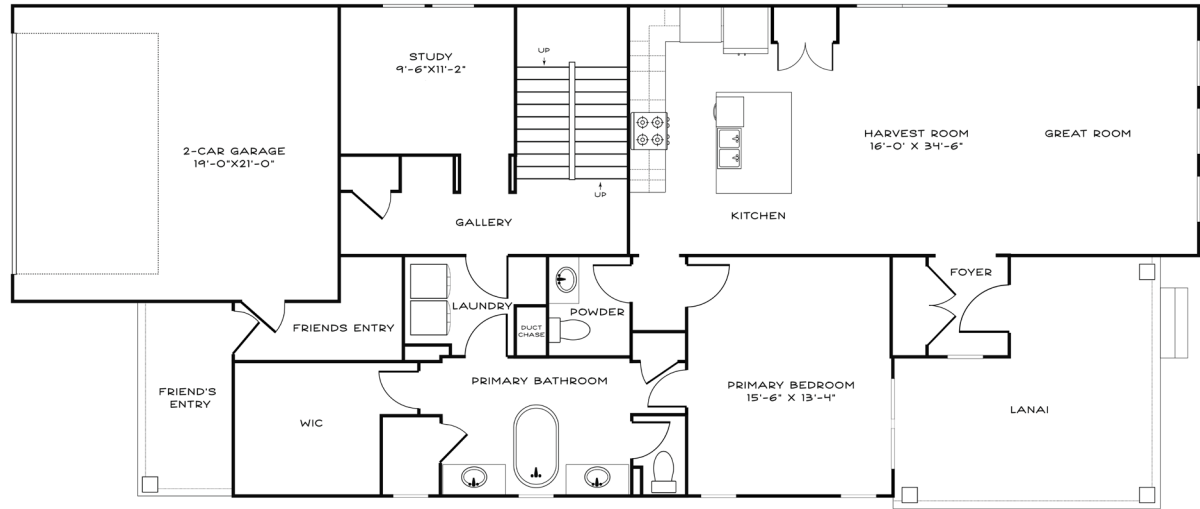 UP
STUDY
9'-6"X11'-2"
2-CAR GARAGE
19'-0"X21'-0"
HARVEST ROOM
16'-0' X 34'-6"
GREAT ROOM
UP
KITCHEN
GALLERY
FOYER
LAUNDRY
POWDER
FRIENDS ENTRY
DUCT
CHASE
PRIMARY BATHROOM
PRIMARY BEDROOM
15'-6" X 13'-4"
FRIEND'S
ENTRY
LANAI
WIC